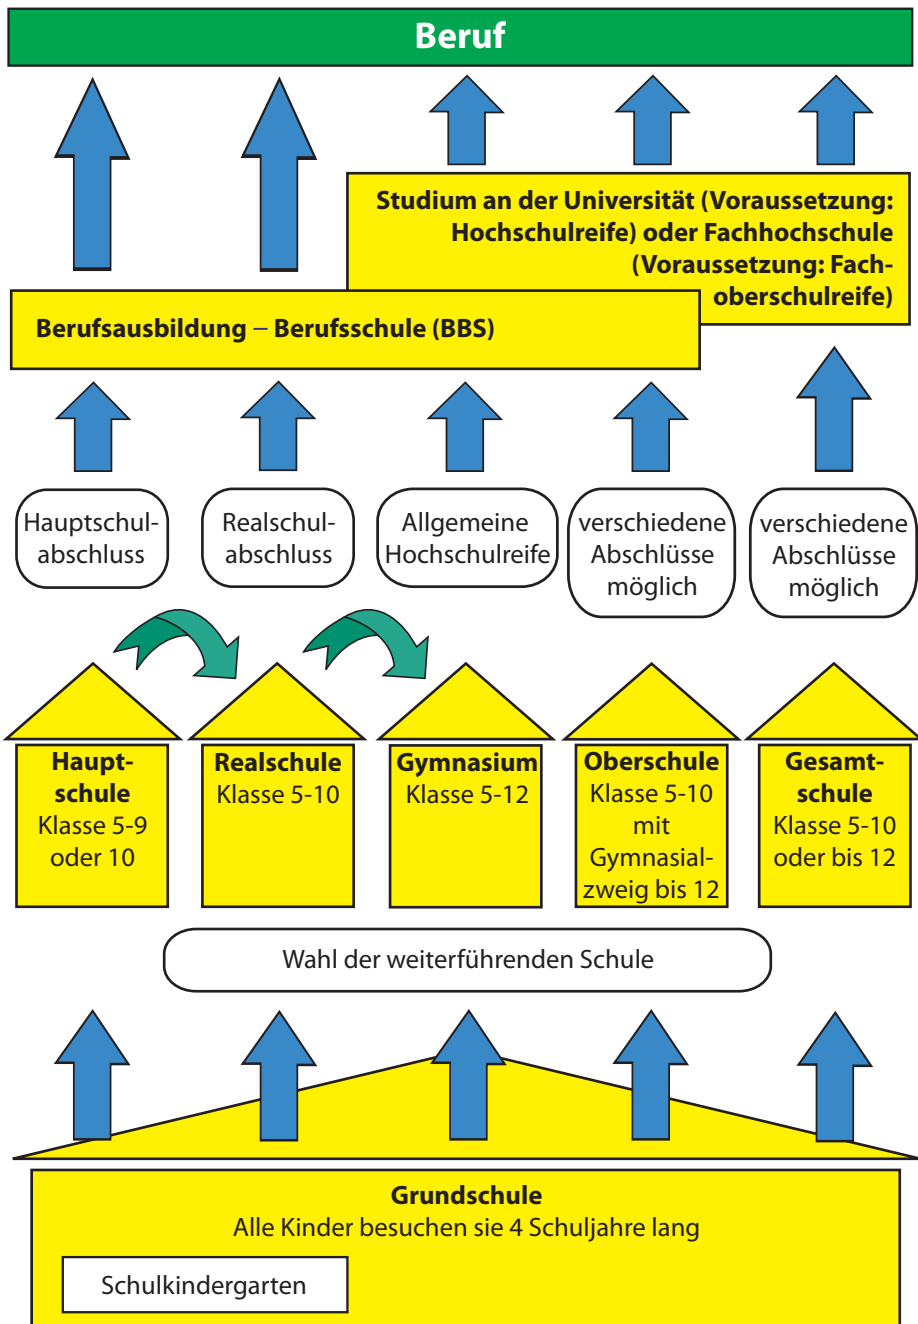 Beruf
Studium an der Universität (Voraussetzung:
Hochschulreife) oder Fachhochschule
(Voraussetzung: Fach-
oberschulreife)
Berufsausbildung – Berufsschule (BBS)
Hauptschul-
abschluss
Realschul-
abschluss
Allgemeine
Hochschulreife
verschiedene
Abschlüsse
möglich
verschiedene
Abschlüsse
möglich
Haupt-
schule
Klasse 5-9
oder 10
Realschule
Klasse 5-10
Gymnasium
Klasse 5-12
Oberschule
Klasse 5-10
mit
Gymnasial-
zweig bis 12
Gesamt-
schule
Klasse 5-10
oder bis 12
Wahl der weiterführenden Schule
Grundschule
Alle Kinder besuchen sie 4 Schuljahre lang
Schulkindergarten